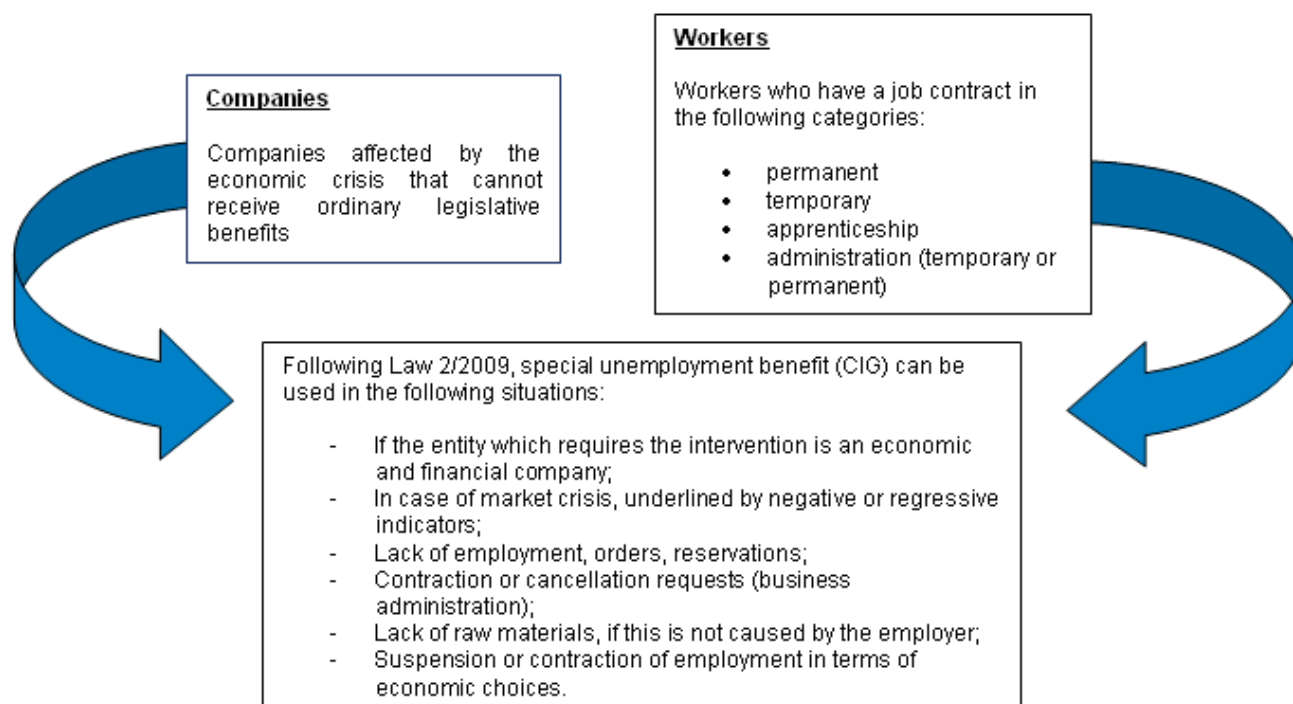 Companies
Companies affected by the
economic crisis that cannot
receive ordinary legislative
benefits
Workers
Workers who have a job contract in
the following categories:
• permanent
• temporary
• apprenticeship
• administration (temporary or
permanent)
Following Law 2/2009, special unemployment benefit (CIG) can be
used in the following situations:
- If the entity which requires the intervention is an economic
and financial company;
- In case of market crisis, underlined by negative or regressive
indicators;
- Lack of employment, orders, reservations;
- Contraction or cancellation requests (business
administration);
- Lack of raw materials, if this is not caused by the employer;
- Suspension or contraction of employment in terms of
economic choices.